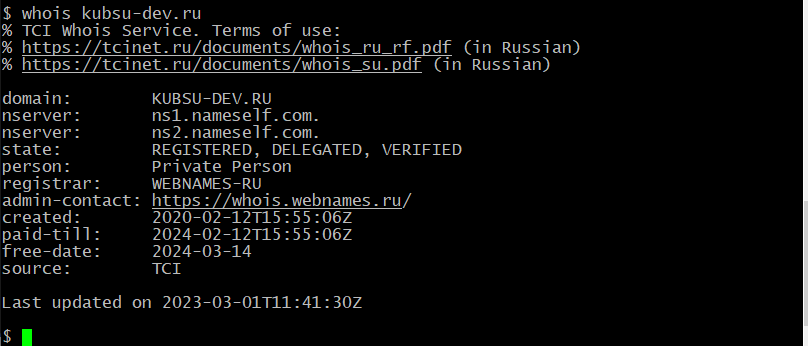 $ whois kubsu-dev.ru
% TCI Whois Service. Terms of use:
% https://tcinet.ru/documents/whois_ru_rf.pdf (in Russian)
% https://tcinet.ru/documents/whois_su.pdf (in Russian)

domain:        KUBSU-DEV.RU
nserver:       ns1.nameself.com.
nserver:       ns2.nameself.com.
state:         REGISTERED, DELEGATED, VERIFIED
person:        Private Person
registrar:     WEBNAMES-RU
admin-contact: https://whois.webnames.ru/
created:       2020-02-12T15:55:06Z
paid-till:     2024-02-12T15:55:06Z
free-date:     2024-03-14
source:        TCI

Last updated on 2023-03-01T11:41:30Z

$